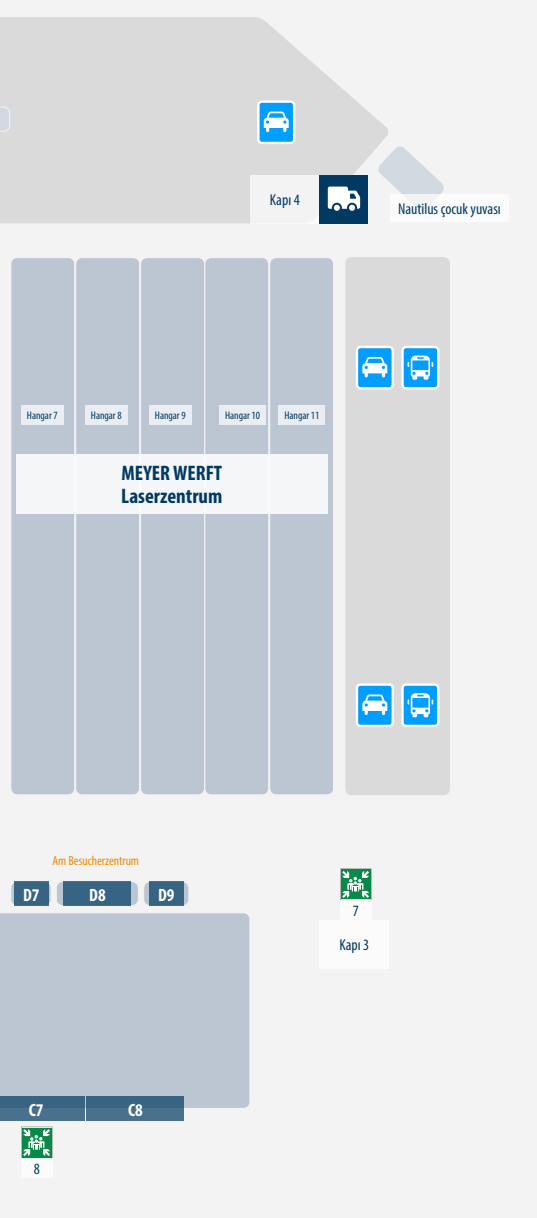 Kapı 4
Nautilus çocuk yuvası
Hangar 7
Hangar 8
Hangar 9
Hangar 10
Hangar 11
MEYER WERFT
Laserzentrum
Am Besucherzentrum
D7
D8
D9
7
Kapı 3
C7
C8
8